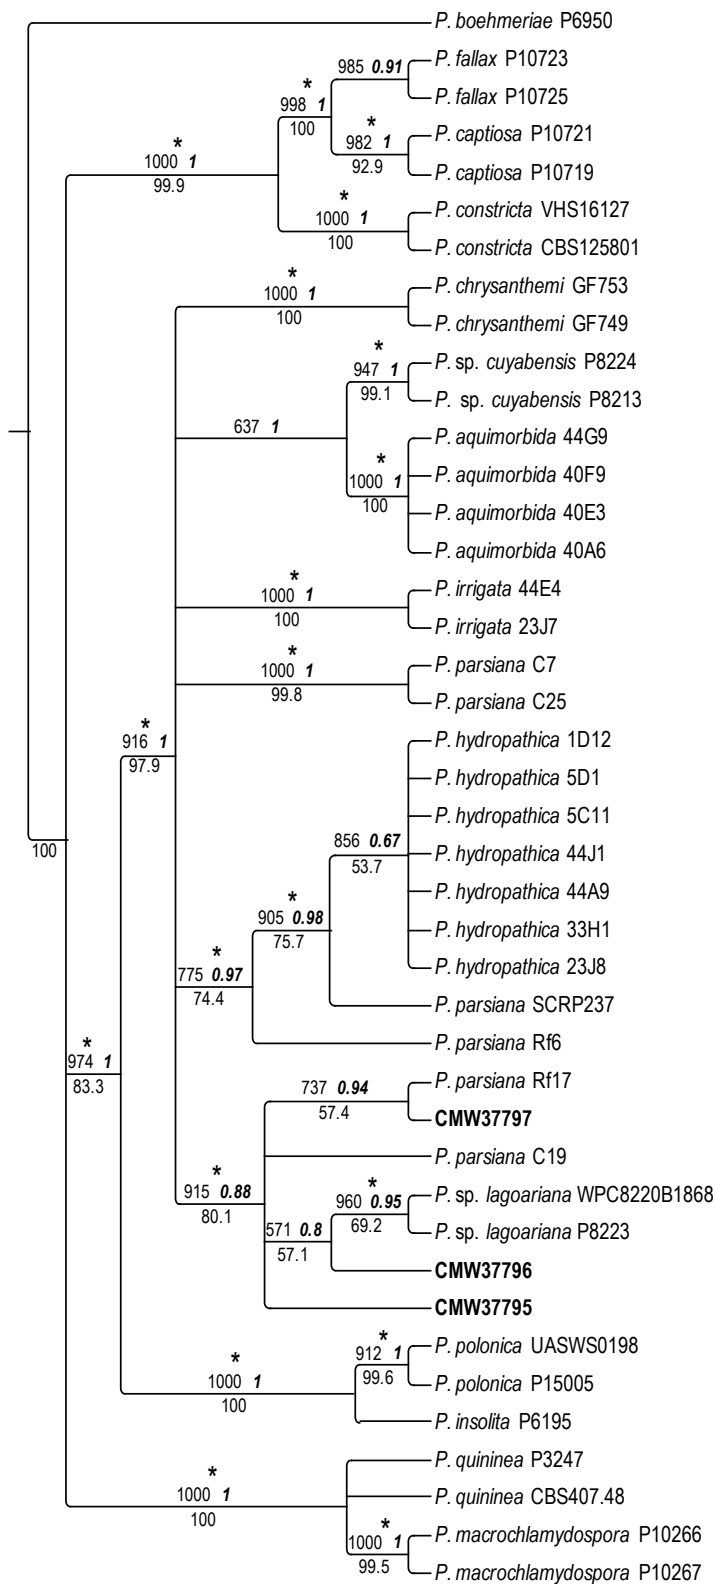 P. boehmeriae P6950
P. fallax P10723
985 0.91
*
998 1
P. fallax P10725
100
*
P. captiosa P10721
982 1
*
1000 1
92.9
P. captiosa P10719
99.9
*
P. constricta VHS16127
1000 1
100
P. constricta CBS125801
*
P. chrysanthemi GF753
1000 1
100
P. chrysanthemi GF749
*
P. sp. cuyabensis P8224
947 1
99.1
P. sp. cuyabensis P8213
637 1
P. aquimorbida 44G9
*
P. aquimorbida 40F9
1000 1
100
P. aquimorbida 40E3
P. aquimorbida 40A6
*
P. irrigata 44E4
1000 1
100
P. irrigata 23J7
*
P. parsiana C7
1000 1
99.8
P. parsiana C25
*
916 1
97.9
P. hydropathica 1D12
P. hydropathica 5D1
P. hydropathica 5C11
856 0.67
P. hydropathica 44J1
53.7
100
P. hydropathica 44A9
*
905 0.98
P. hydropathica 33H1
75.7
*
P. hydropathica 23J8
775 0.97
74.4
P. parsiana SCRP237
P. parsiana Rf6
*
974 1
83.3
P. parsiana Rf17
737 0.94
57.4
CMW37797
P. parsiana C19
*
915 0.88
80.1
*
P. sp. lagoariana WPC8220B1868
960 0.95
69.2
571 0.8
P. sp. lagoariana P8223
57.1
CMW37796
CMW37795
*
P. polonica UASWS0198
912 1
*
99.6
1000 1
P. polonica P15005
100
P. insolita P6195
P. quininea P3247
*
1000 1
P. quininea CBS407.48
100
*
P. macrochlamydospora P10266
1000 1
99.5
P. macrochlamydospora P10267